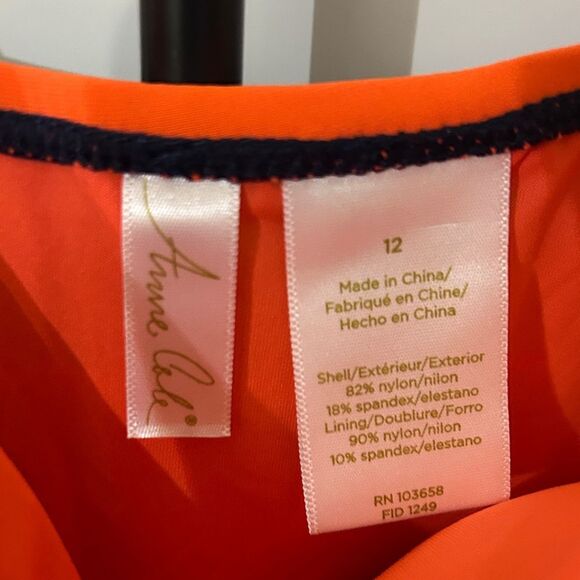 Anne Cole®
12
Made in China/
Fabriqué en Chine/
Hecho en China
Shell/Extérieur/Exterior
82% nylon/nilon
18% spandex/elestano
Lining/Doublure/Forro
90% nylon/nilon
10% spandex/elestano
RN 103658
FID 1249